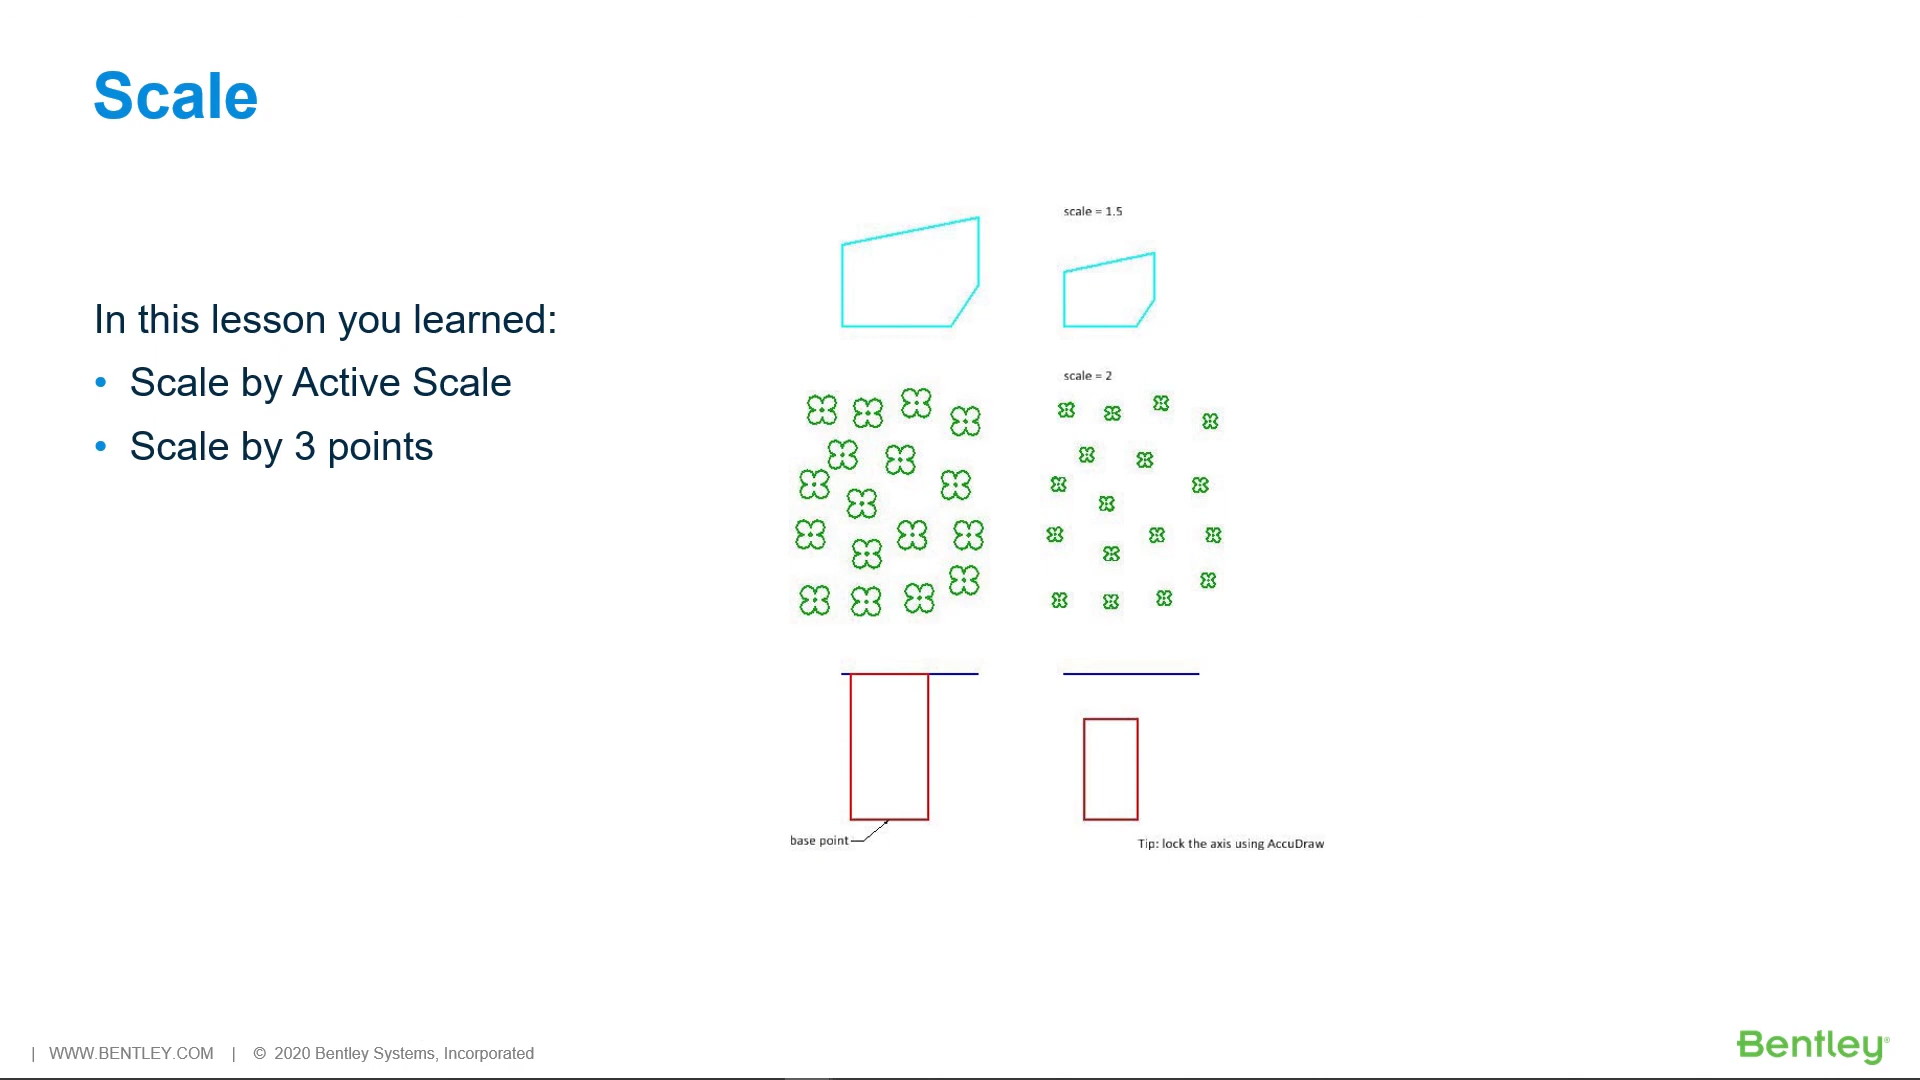 Scale
In this lesson you learned:
• Scale by Active Scale
• Scale by 3 points
scale = 1.5
scale = 2
base point
Tip: lock the axis using AccuDraw
| WWW.BENTLEY.COM | © 2020 Bentley Systems, Incorporated
Bentley®